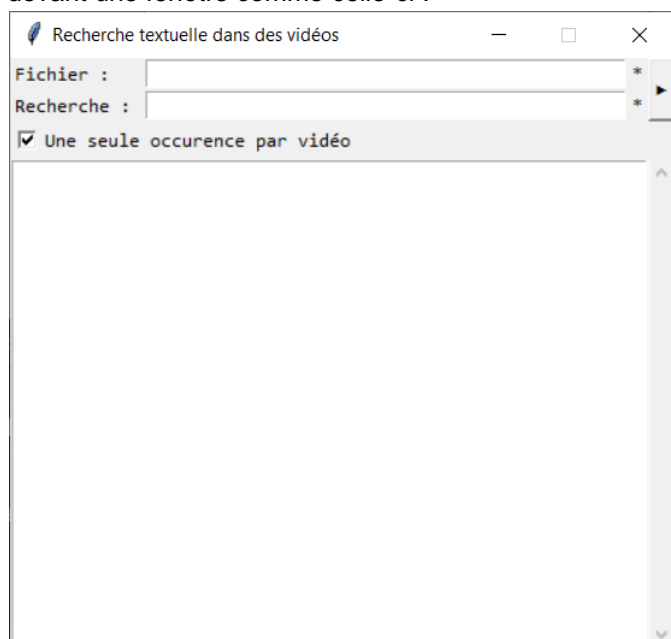 devant une fenêtre comme celle-ci :
Recherche textuelle dans des vidéos
Fichier : *
Recherche : *
Une seule occurence par vidéo